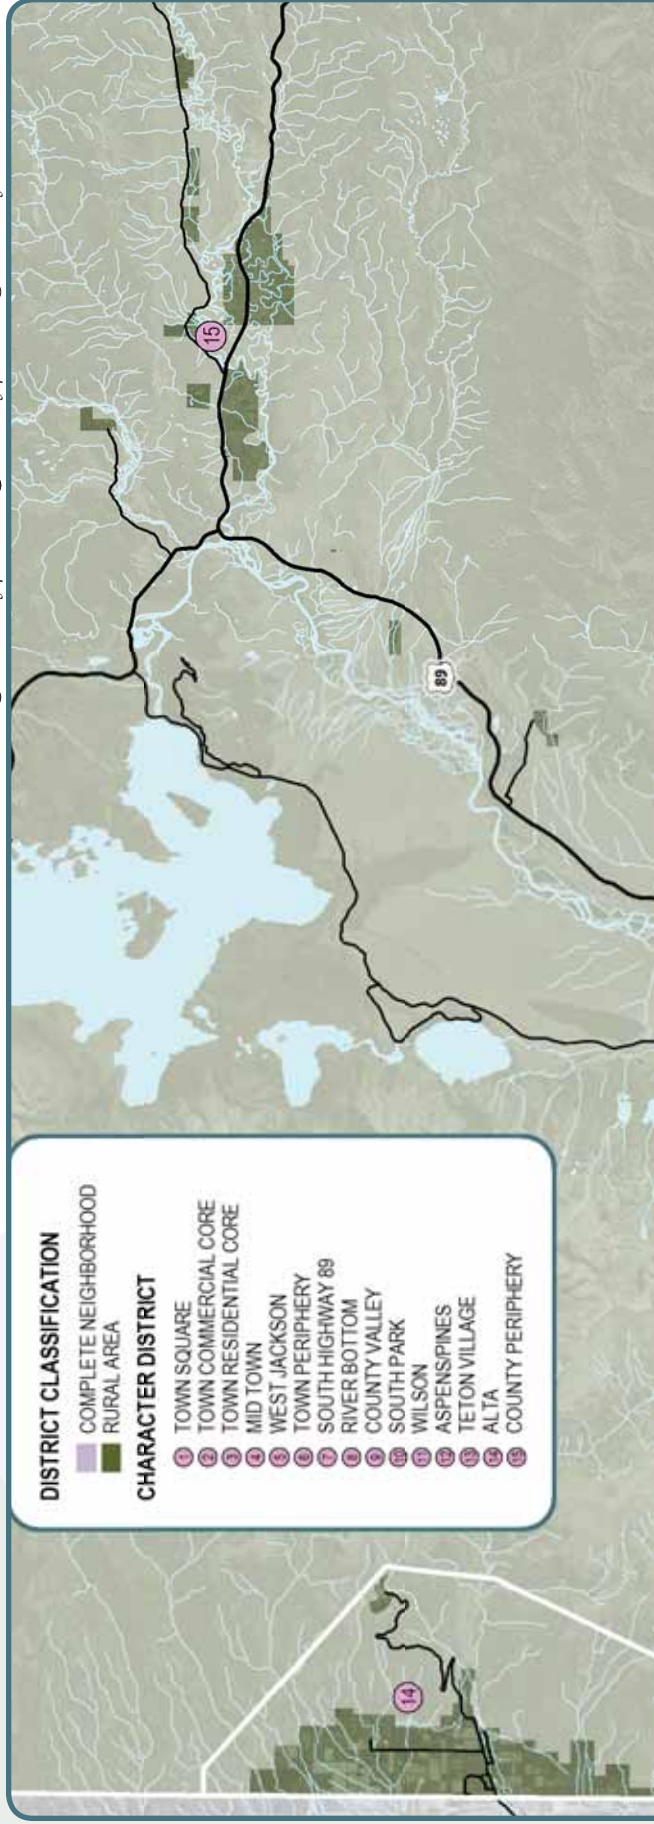 DISTRICT CLASSIFICATION
COMPLETE NEIGHBORHOOD
RURAL AREA
CHARACTER DISTRICT
1 TOWN SQUARE
2 TOWN COMMERCIAL CORE
3 TOWN RESIDENTIAL CORE
4 MID TOWN
5 WEST JACKSON
6 TOWN PERIPHERY
7 SOUTH HIGHWAY 89
8 RIVER BOTTOM
9 COUNTY VALLEY
10 SOUTH PARK
11 WILSON
12 ASPENS/PINES
13 TETON VILLAGE
14 ALTA
15 COUNTY PERIPHERY
14
89
15